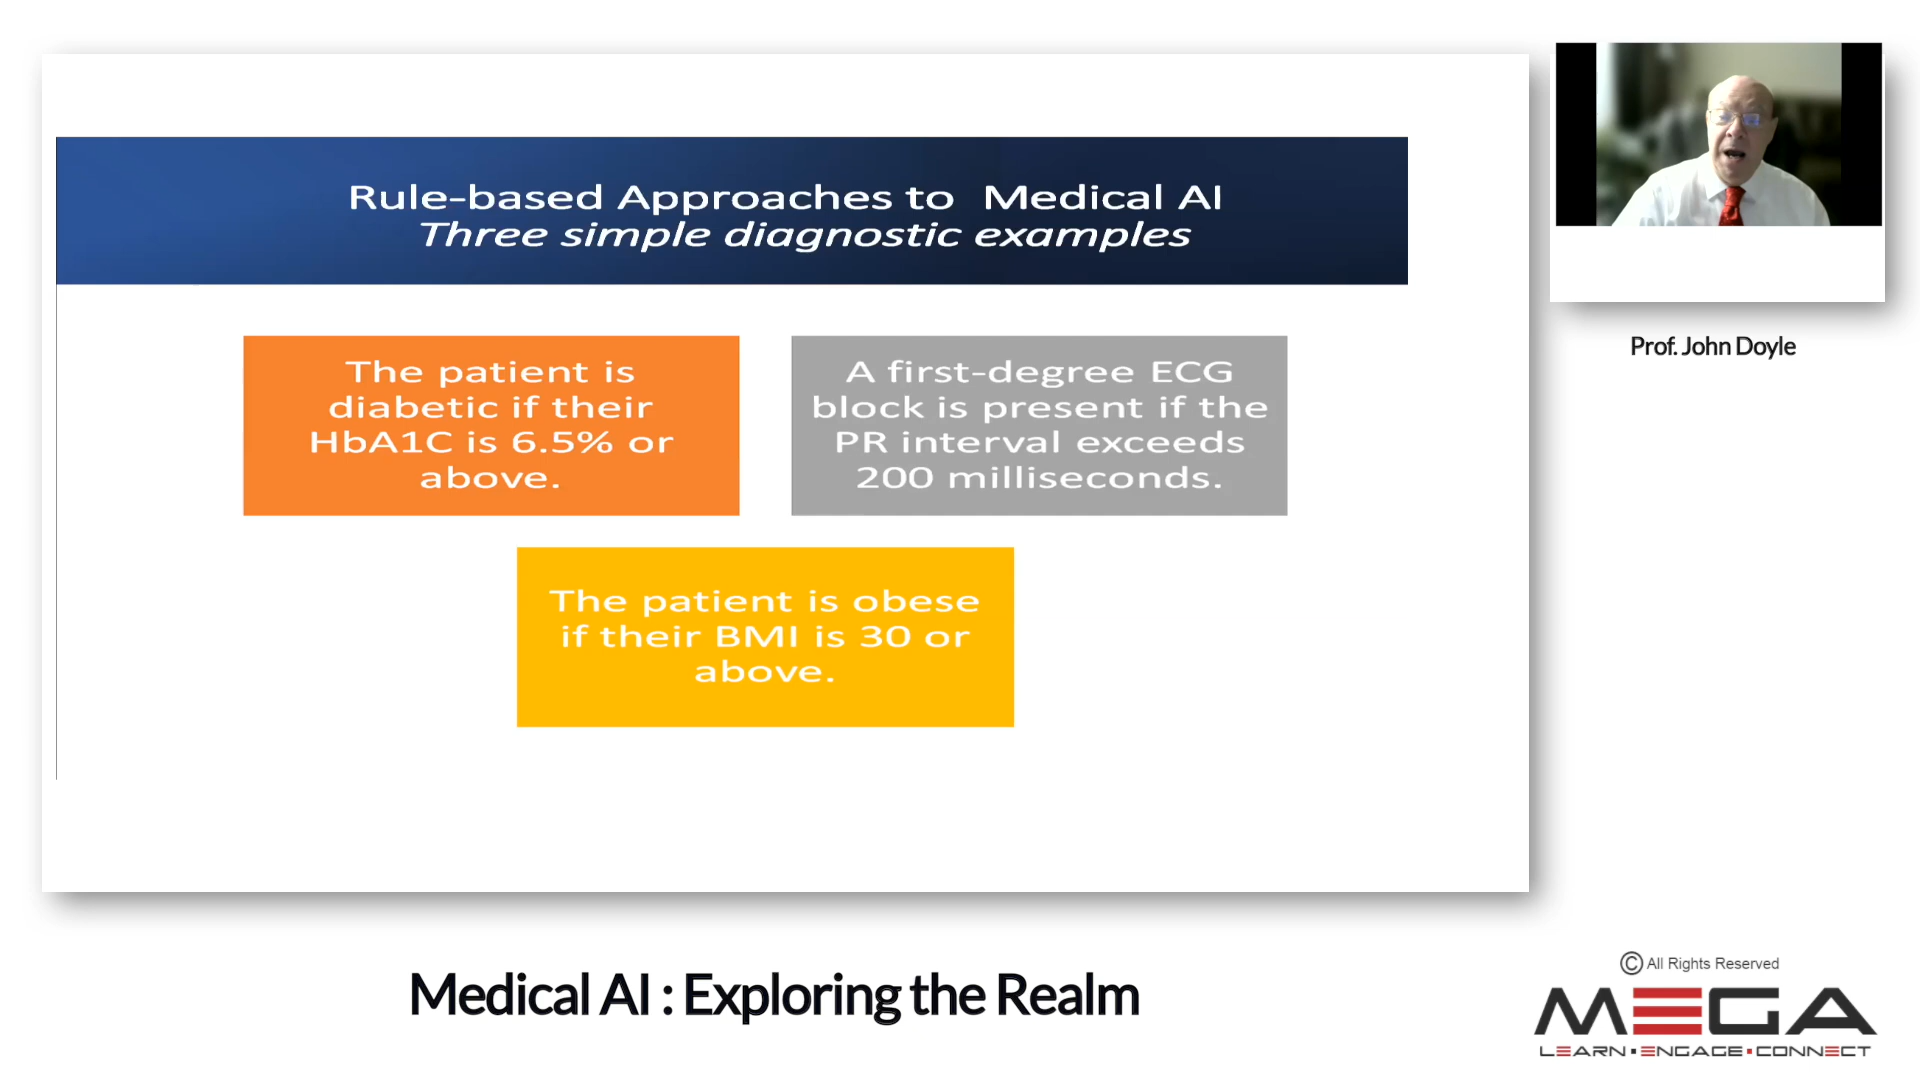 Rule-based Approaches to Medical AI
Three simple diagnostic examples
The patient is
diabetic if their
HbA1C is 6.5% or
above.
A first-degree ECG
block is present if the
PR interval exceeds
200 milliseconds.
The patient is obese
if their BMI is 30 or
above.
Prof. John Doyle
Medical AI : Exploring the Realm
© All Rights Reserved
MEGA
LEARN▪ENGAGE▪CONNECT